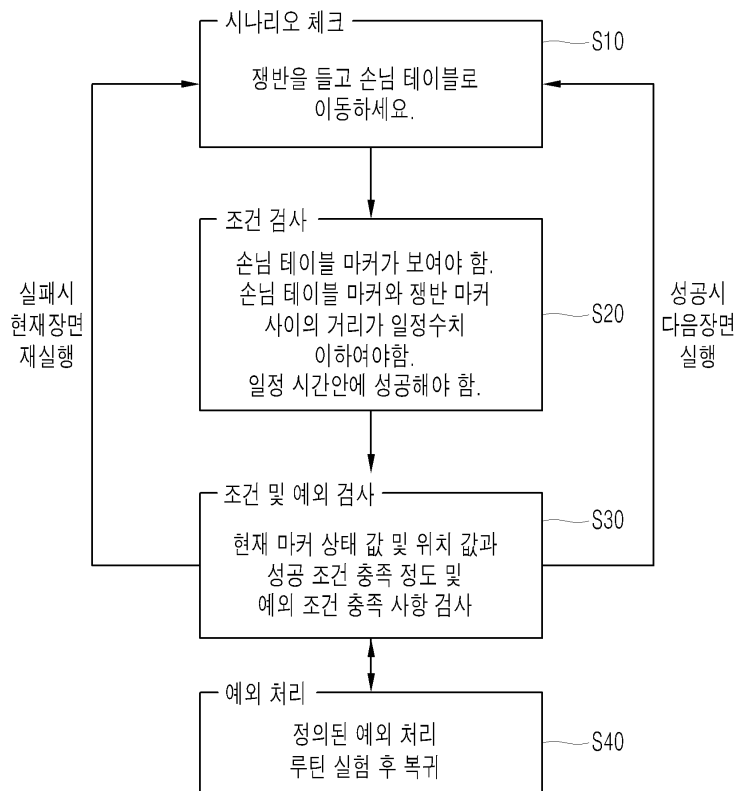 시나리오 체크
S10
쟁반을 들고 손님 테이블로
이동하세요.
조건 검사
손님 테이블 마커가 보여야 함.
손님 테이블 마커와 쟁반 마커
사이의 거리가 일정수치
이하여야함.
일정 시간안에 성공해야 함.
S20
실패시
현재장면
재실행
성공시
다음장면
실행
조건 및 예외 검사
S30
현재 마커 상태 값 및 위치 값과
성공 조건 충족 정도 및
예외 조건 충족 사항 검사
예외 처리
정의된 예외 처리
루틴 실험 후 복귀
S40